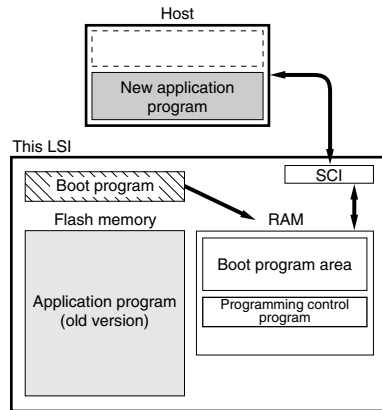 Host
New application
program
This LSI
SCI
Boot program
Flash memory
RAM
Application program
(old version)
Boot program area
Programming control
program